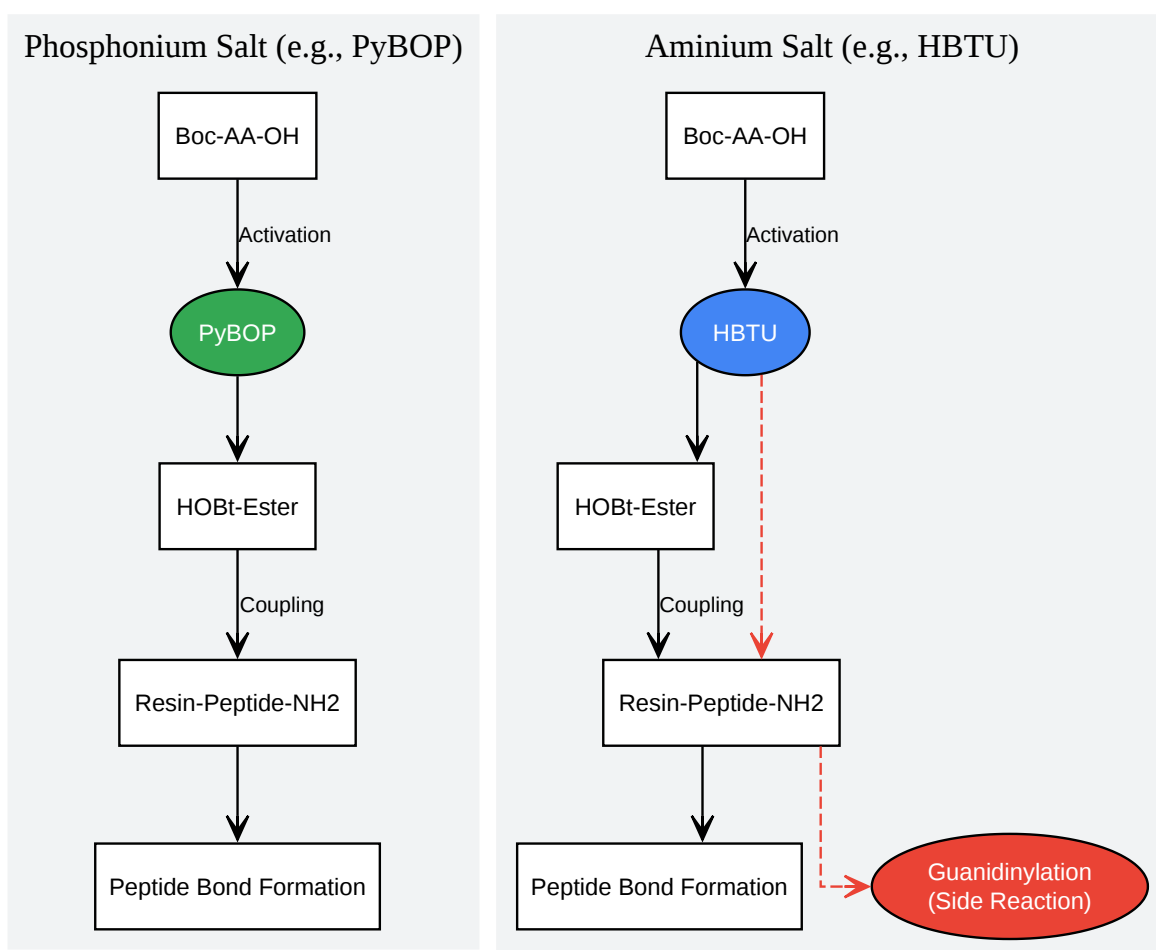 Phosphonium Salt (e.g., PyBOP)
Boc-AA-OH
Activation
PyBOP
HOBt-Ester
Coupling
Resin-Peptide-NH2
Peptide Bond Formation
Aminium Salt (e.g., HBTU)
Boc-AA-OH
Activation
HBTU
HOBt-Ester
Coupling
Resin-Peptide-NH2
Peptide Bond Formation
Guanidinylation
(Side Reaction)